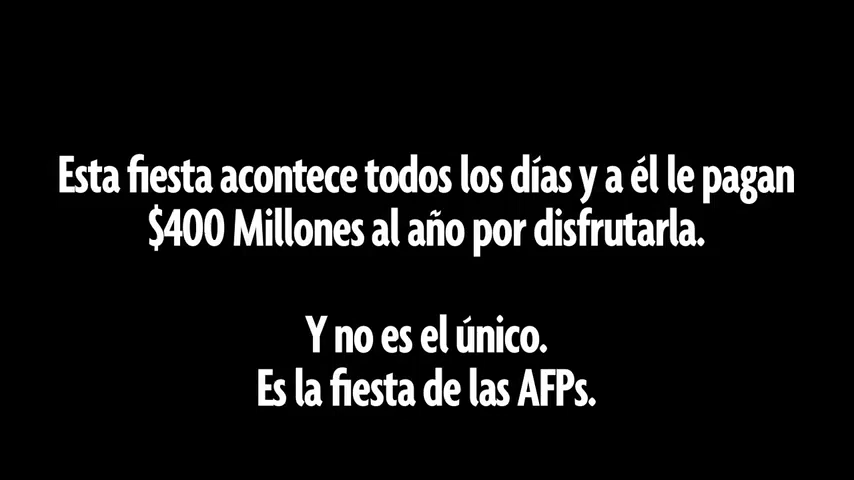 Esta fiesta acontece todos los días y a él le pagan
$400 Millones al año por disfrutarla.
Y no es el único.
Es la fiesta de las AFPs.